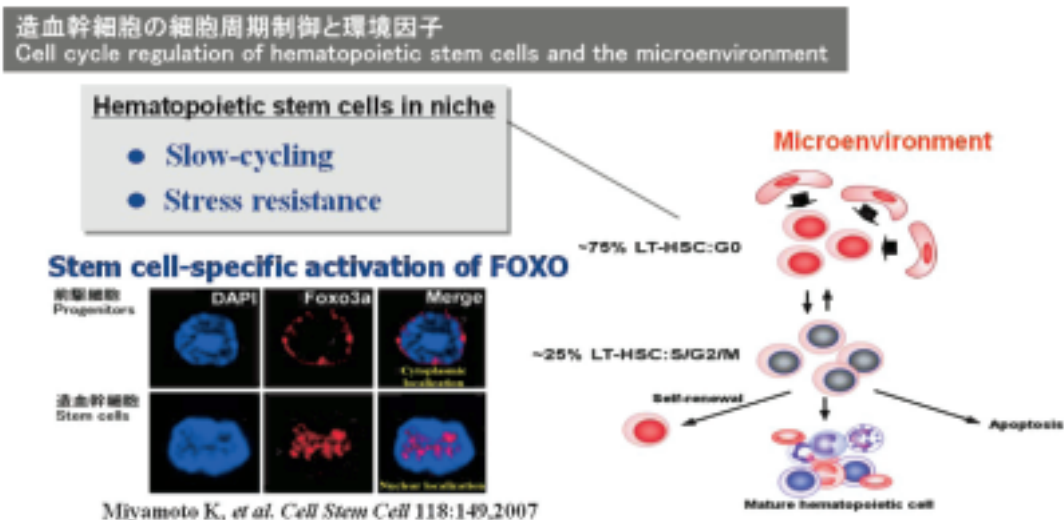 造血幹細胞の細胞周期制御と環境因子
Cell cycle regulation of hematopoietic stem cells and the microenvironment
Hematopoietic stem cells in niche
● Slow-cycling
● Stress resistance
Microenvironment
~75% LT-HSC:G0
Stem cell-specific activation of FOXO
前駆細胞
Progenitors
DAPI
Foxo3a
Merge
Cytoplasmic
localization
~25% LT-HSC:S/G2/M
造血幹細胞
Stem cells
Nuclear localization
Self-renewal
Apoptosis
Mature hematopoietic cell
Miyamoto K, et al. Cell Stem Cell 118:149,2007